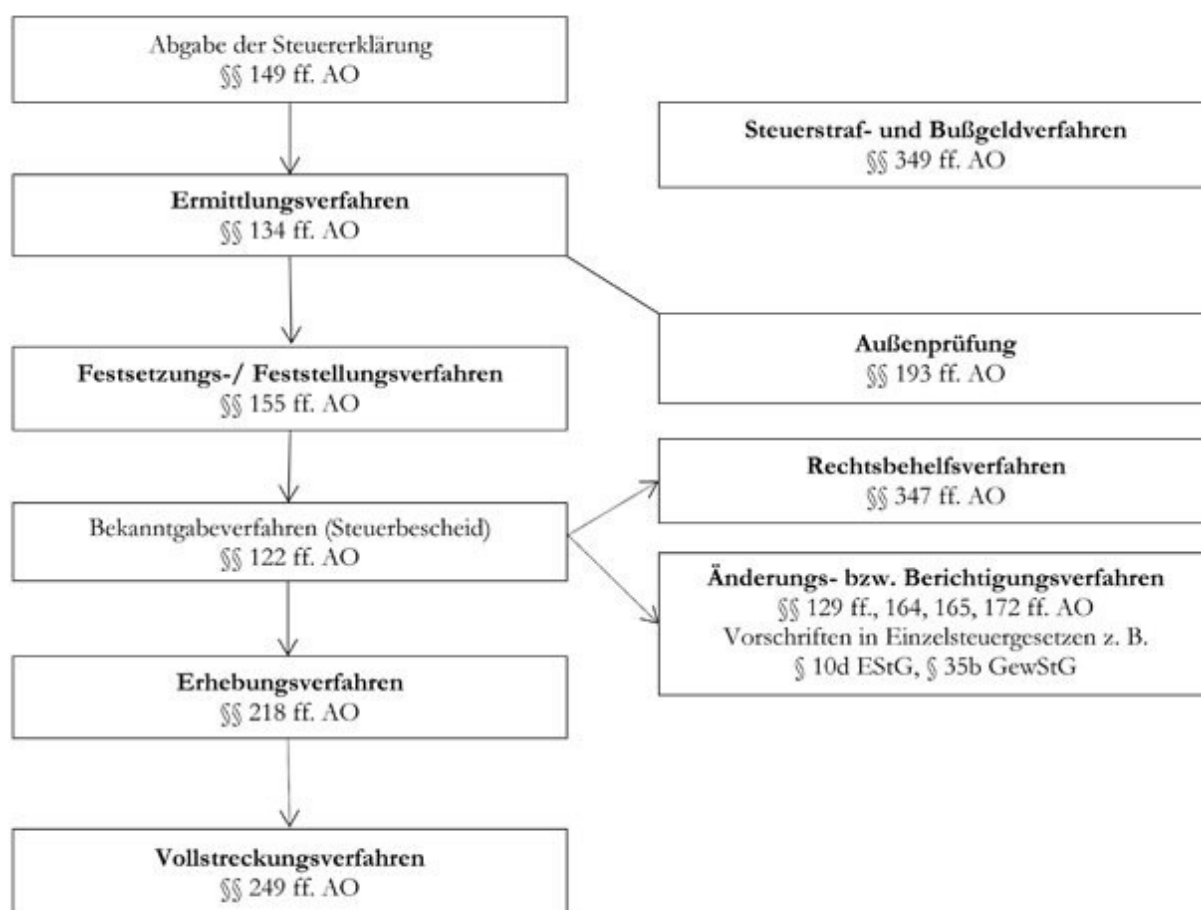 Abgabe der Steuererklärung
§§ 149 ff. AO
Steuerstraf- und Bußgeldverfahren
§§ 349 ff. AO
Ermittlungsverfahren
§§ 134 ff. AO
Außenprüfung
§§ 193 ff. AO
Festsetzungs-/ Feststellungsverfahren
§§ 155 ff. AO
Rechtsbehelfsverfahren
§§ 347 ff. AO
Bekanntgabeverfahren (Steuerbescheid)
§§ 122 ff. AO
Änderungs- bzw. Berichtigungsverfahren
§§ 129 ff., 164, 165, 172 ff. AO
Vorschriften in Einzelsteuergesetzen z. B.
§ 10d EStG, § 35b GewStG
Erhebungsverfahren
§§ 218 ff. AO
Vollstreckungsverfahren
§§ 249 ff. AO